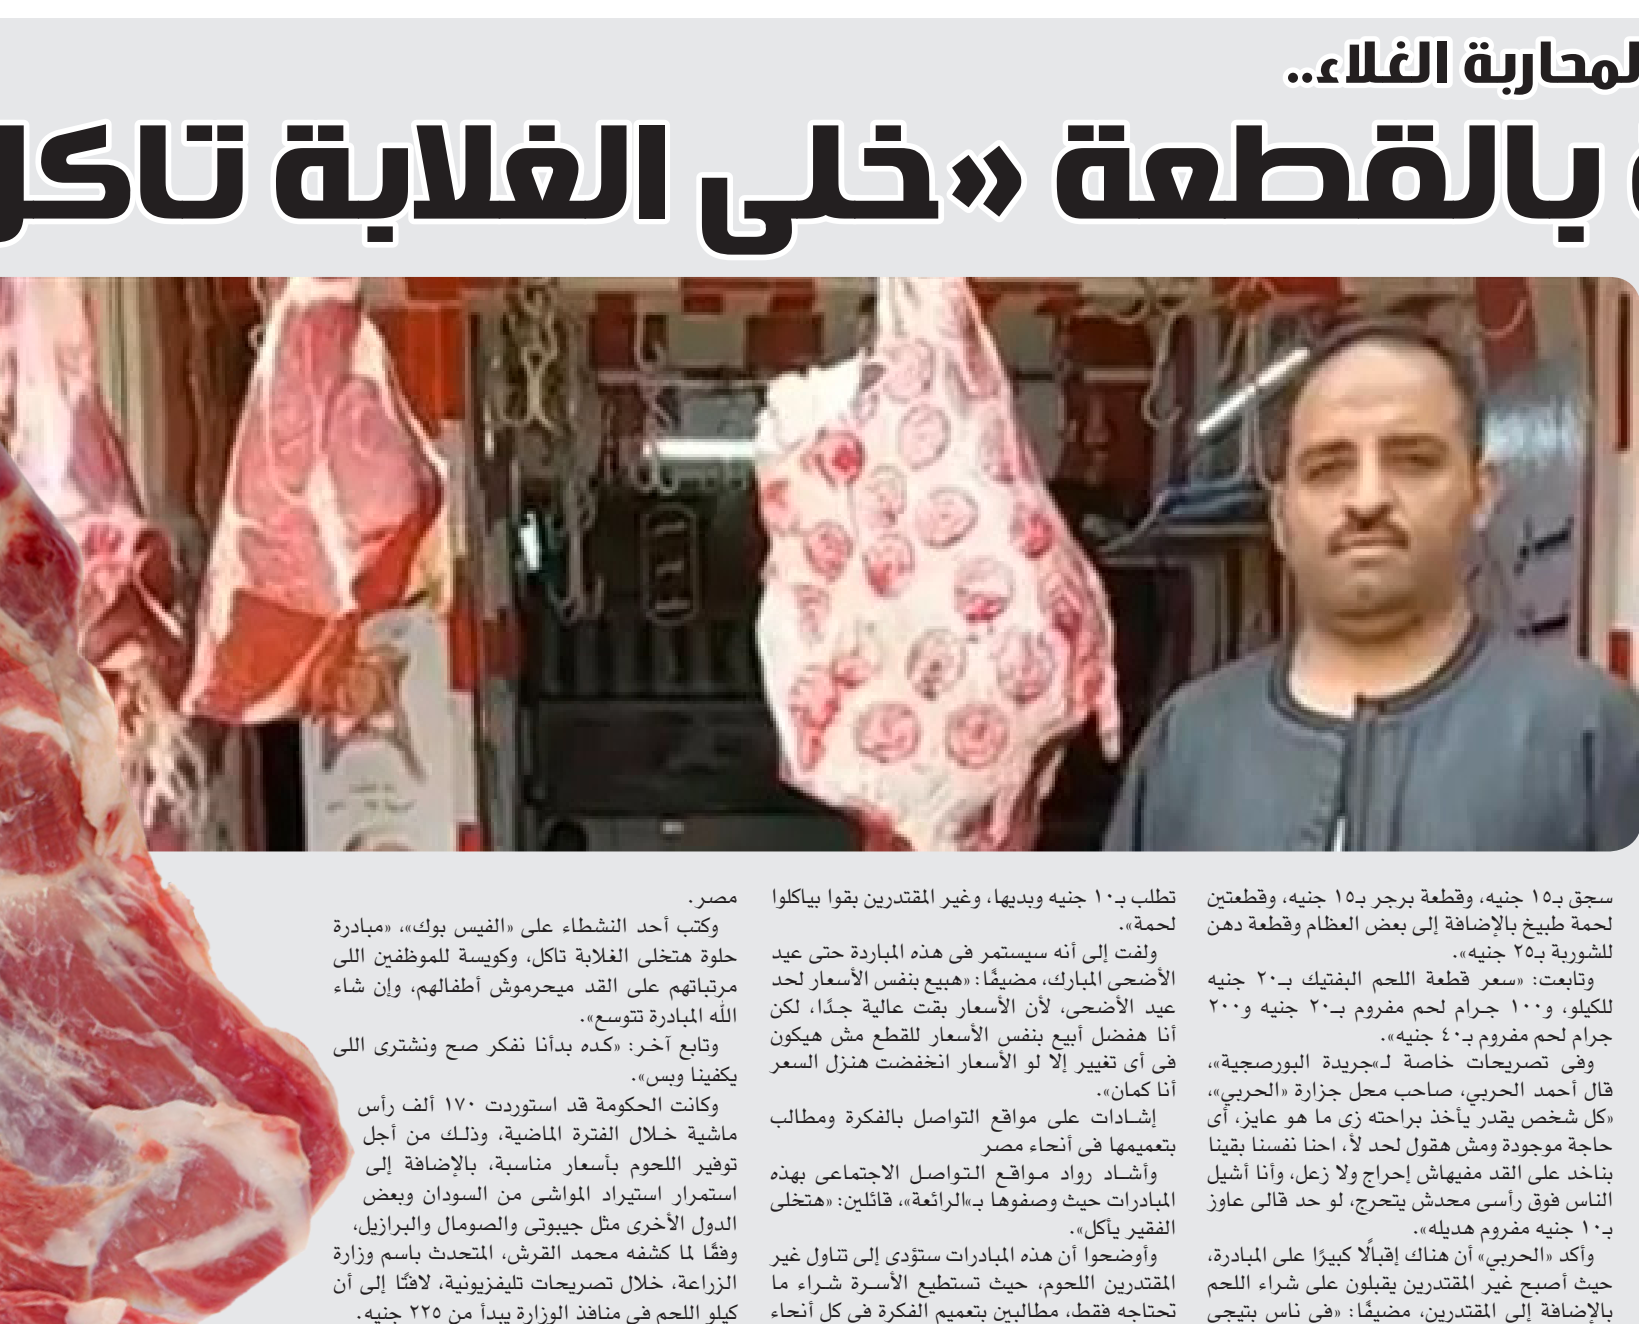 لمحاربة الغلاء..
بالقطعة «خلى الغلابة تاكل
سجق بـ١٥ جنيه، وقطعة برجر بـ١٥ جنيه، وقطعتين
لحمة طبيخ بالإضافة إلى بعض العظام وقطعة دهن
للشوربة بـ٢٥ جنيه».
وتابعت: «سعر قطعة اللحم البفتيك بـ٢٠ جنيه
للكيلو، و١٠٠ جرام لحم مفروم بـ٢٠ جنيه و٢٠٠
جرام لحم مفروم بـ٤٠ جنيه».
وفى تصريحات خاصة لـ«جريدة البورصجية»،
قال أحمد الحربي، صاحب محل جزارة «الحربي»،
«كل شخص يقدر يأخذ براحته زى ما هو عايز، أى
حاجة موجودة ومش هقول لحد لأ، احنا نفسنا بقينا
بناخد على القد مفيهاش إحراج ولا زعل، وأنا أشيل
الناس فوق رأسى محدش يتحرج، لو حد قالى عاوز
بـ١٠ جنيه مفروم هديله».
وأكد «الحربي» أن هناك إقبالًا كبيرًا على المبادرة،
حيث أصبح غير المقتدرين يقبلون على شراء اللحم
بالإضافة إلى المقتدرين، مضيفًا: «فى ناس بتيجى
تطلب بـ١٠ جنيه وبديها، وغير المقتدرين بقوا بياكلوا
لحمة».
ولفت إلى أنه سيستمر فى هذه المباردة حتى عيد
الأضحى المبارك، مضيفًا: «هبيع بنفس الأسعار لحد
عيد الأضحى، لأن الأسعار بقت عالية جدًا، لكن
أنا هفضل أبيع بنفس الأسعار للقطع مش هيكون
فى أى تغيير إلا لو الأسعار انخفضت هنزل السعر
أنا كمان».
إشادات على مواقع التواصل بالفكرة ومطالب
بتعميمها فى أنحاء مصر
وأشاد رواد مواقع التواصل الاجتماعى بهذه
المبادرات حيث وصفوها بـ«الرائعة»، قائلين: «هتخلى
الفقير يأكل».
وأوضحوا أن هذه المبادرات ستؤدى إلى تناول غير
المقتدرين اللحوم، حيث تستطيع الأسرة شراء ما
تحتاجه فقط، مطالبين بتعميم الفكرة فى كل أنحاء
مصر.
وكتب أحد النشطاء على «الفيس بوك»، «مبادرة
حلوة هتخلى الغلابة تاكل، وكويسة للموظفين اللى
مرتباتهم على القد ميحرموش أطفالهم، وإن شاء
الله المبادرة تتوسع».
وتابع آخر: «كده بدأنا نفكر صح ونشترى اللى
يكفينا وبس».
وكانت الحكومة قد استوردت ١٧٠ ألف رأس
ماشية خلال الفترة الماضية، وذلك من أجل
توفير اللحوم بأسعار مناسبة، بالإضافة إلى
استمرار استيراد المواشى من السودان وبعض
الدول الأخرى مثل جيبوتى والصومال والبرازيل،
وفقًا لما كشفه محمد القرش، المتحدث باسم وزارة
الزراعة، خلال تصريحات تليفزيونية، لافتًا إلى أن
كيلو اللحم فى منافذ الوزارة يبدأ من ٢٢٥ جنيه.